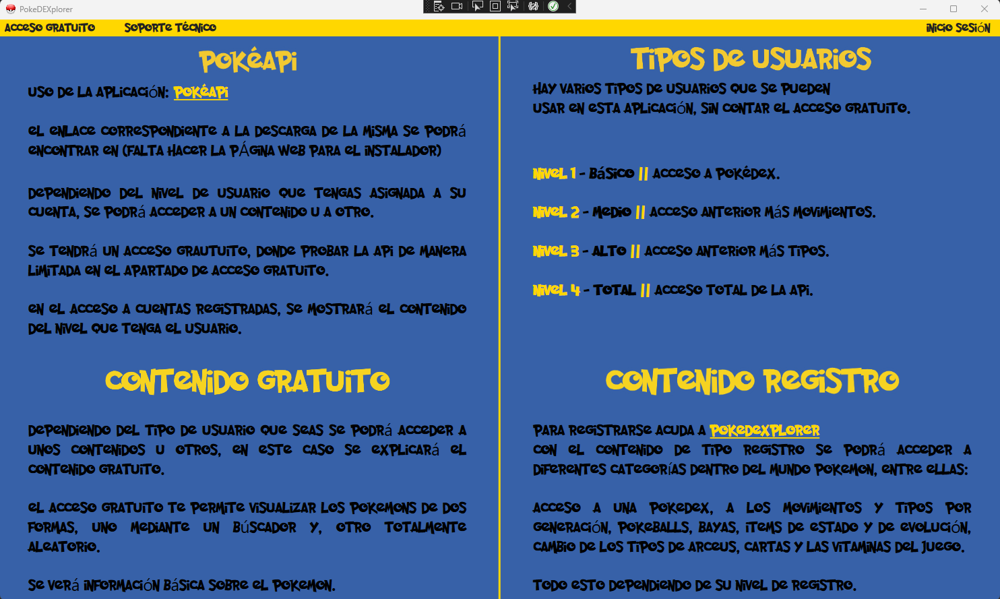 PokeDEXplorer
Acceso Gratuito
Soporte Técnico
Inicio Sesión
PokéApi
Uso de la aplicación: PokéApi
El enlace correspondiente a la descarga de la misma se podrá
encontrar en (FALTA HACER LA PÁGINA WEB PARA EL INSTALADOR)
Dependiendo del nivel de usuario que tengas asignada a su
cuenta, se podrá acceder a un contenido u a otro.
Se tendrá un acceso grautuito, donde probar la api de manera
limitada en el apartado de acceso gratuito.
En el acceso a cuentas registradas, se mostrará el contenido
del nivel que tenga el usuario.
Contenido Gratuito
Dependiendo del tipo de usuario que seas se podrá acceder a
unos contenidos u otros, en este caso se explicará el
contenido gratuito.
El acceso gratuito te permite visualizar los pokemons de dos
formas, uno mediante un búscador y, otro totalmente
aleatorio.
Se verá información básica sobre el pokemon.
Tipos de Usuarios
Hay varios tipos de usuarios que se pueden
usar en esta aplicación, sin contar el acceso gratuito.
Nivel 1 - Básico || Acceso a Pokédex.
Nivel 2 - Medio || Acceso anterior más movimientos.
Nivel 3 - Alto || Acceso anterior más tipos.
Nivel 4 - Total || Acceso total de la api.
Contenido Registro
Para registrarse acuda a PokeDEXplorer
Con el contenido de tipo registro se podrá acceder a
diferentes categorías dentro del mundo pokemon, entre ellas:
Acceso a una pokedex, a los movimientos y tipos por
generación, pokeballs, bayas, items de estado y de evolución,
cambio de los tipos de arceus, cartas y las vitaminas del juego.
Todo esto dependiendo de su nivel de registro.